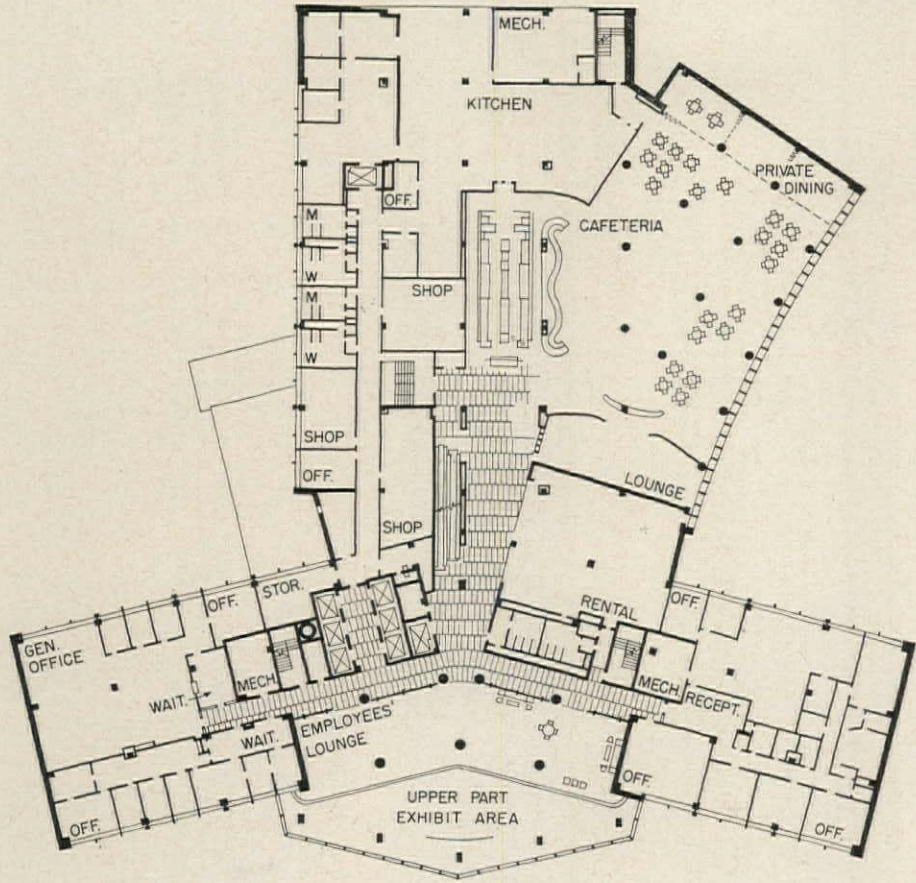 MECH.
KITCHEN
PRIVATE
DINING
OFF.
M
CAFETERIA
W
SHOP
M
W
SHOP
OFF.
LOUNGE
SHOP
STOR.
OFF.
RENTAL
OFF.
GEN.
OFFICE
MECH.
WAIT.
MECH.
RECEPT.
EMPLOYEES'
LOUNGE
WAIT.
OFF.
UPPER PART
EXHIBIT AREA
OFF.
OFF.